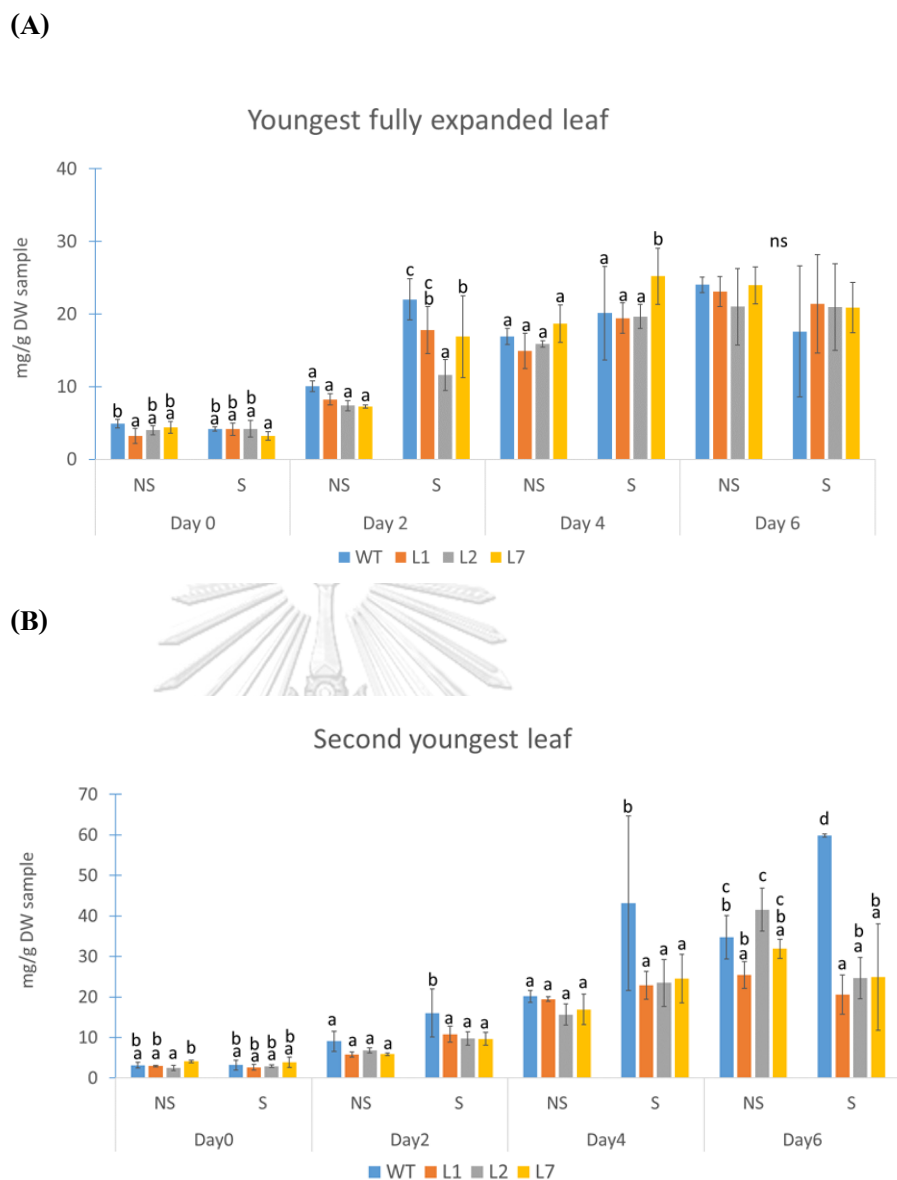 (A)
Youngest fully expanded leaf
mg/g DW sample
40
30
20
10
0
b a b a b a b a b a b a b a a
a a a a c c b a b
a a a a a a a b
ns
NS S NS S NS S NS S
Day 0 Day 2 Day 4 Day 6
WT L1 L2 L7
(B)
Second youngest leaf
mg/g DW sample
70
60
50
40
30
20
10
0
b a b a a b b a b a b a b a
a a a a b a a a
a a a a b a a a
c b b a c c b a d a b a b a
NS S NS S NS S NS S
Day0 Day2 Day4 Day6
WT L1 L2 L7